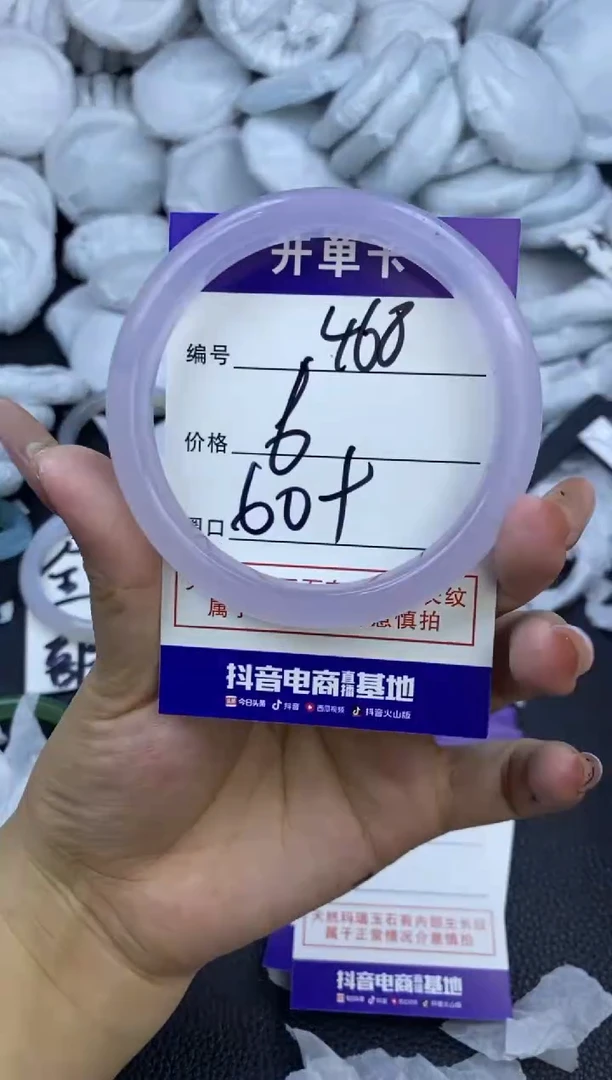 开单卡
编号 468
价格 6
圈口 60+
纹
属 慎拍
抖音电商直播基地
今日头条 抖音 西瓜视频 抖音火山版
天然玛瑙玉石有内部生长纹
属于正常情况介意慎拍
抖音电商直播基地